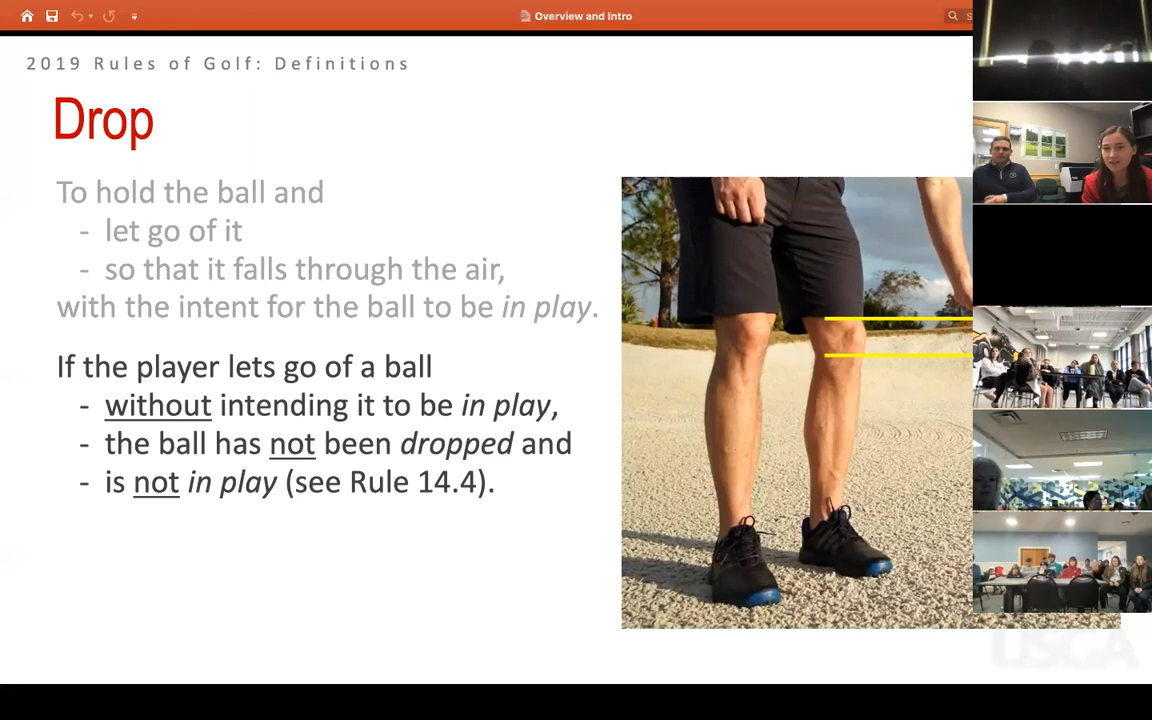 Overview and Intro
2019 Rules of Golf: Definitions
Drop
To hold the ball and
- let go of it
- so that it falls through the air,
with the intent for the ball to be in play.
If the player lets go of a ball
- without intending it to be in play,
- the ball has not been dropped and
- is not in play (see Rule 14.4).
USGA